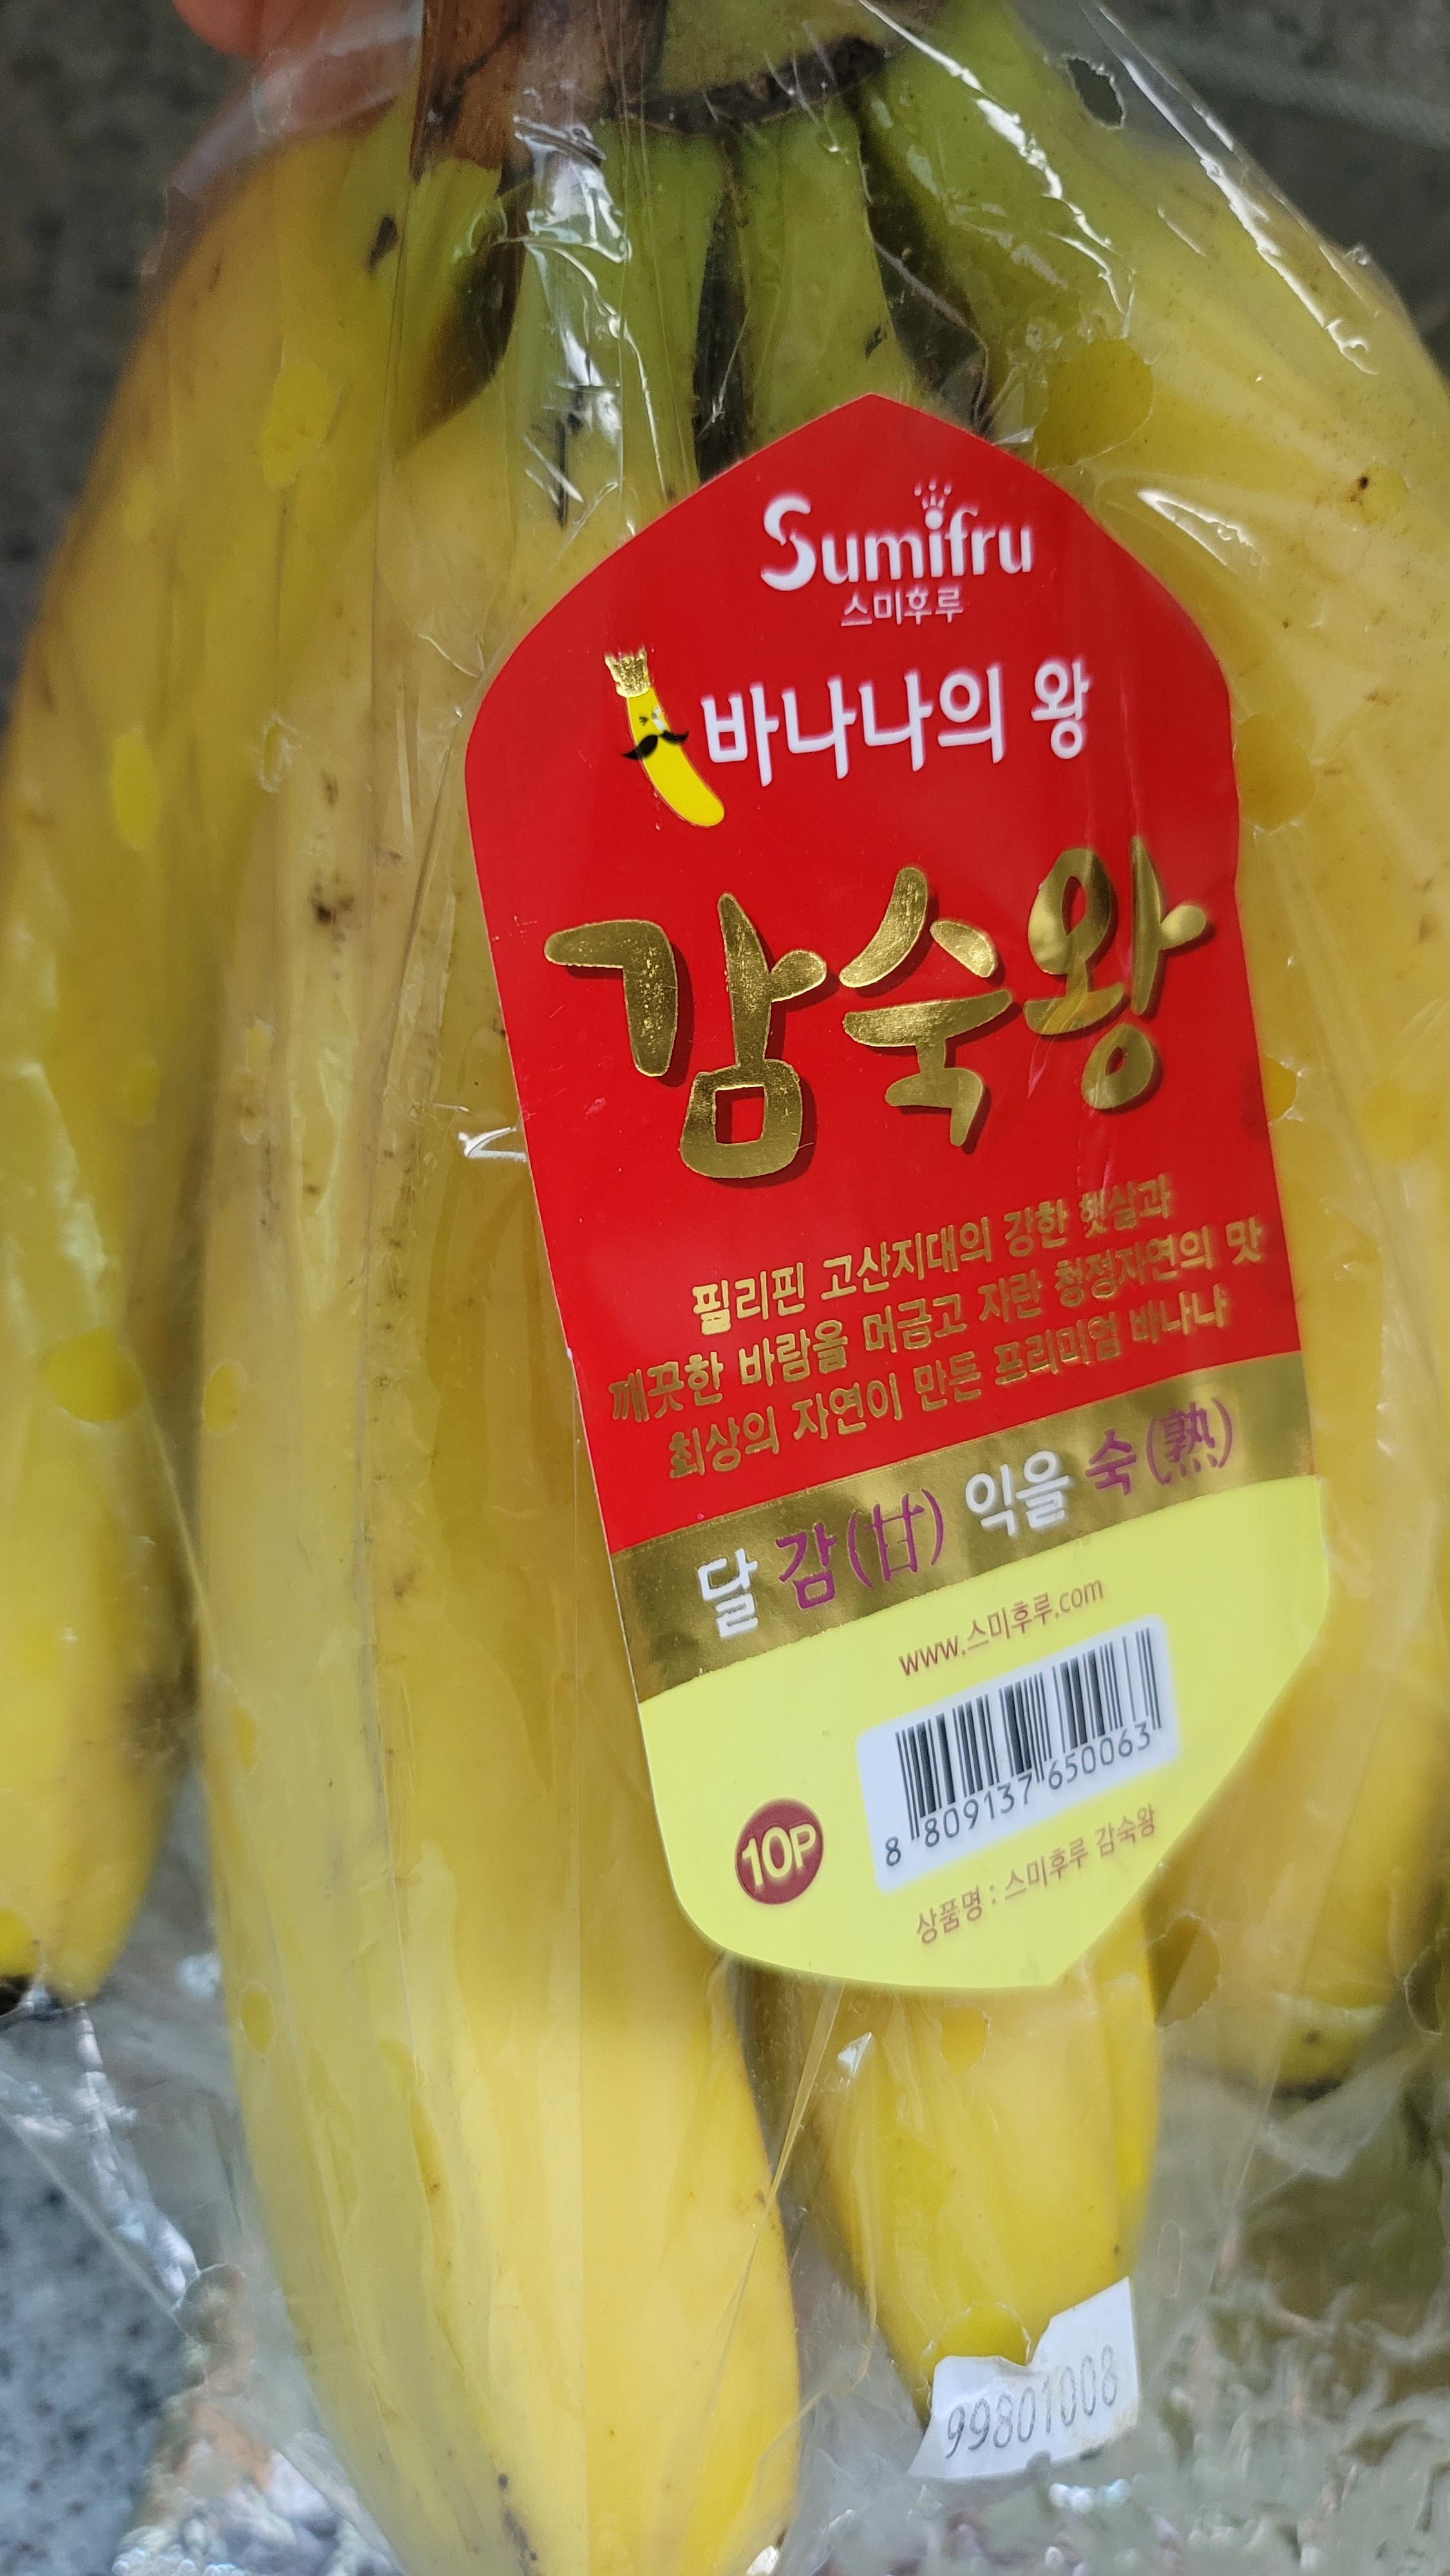 Sumifru
스미후루
바나나의 왕
감숙왕
필리핀 고산지대의 강한 햇살과
깨끗한 바람을 머금고 자란 청정자연의 맛
최상의 자연이 만든 프리미엄 바나나
달 감(甘) 익을 숙(熟)
www.스미후루.com
8 809137 650063
10P
상품명 : 스미후루 감숙왕
99801008